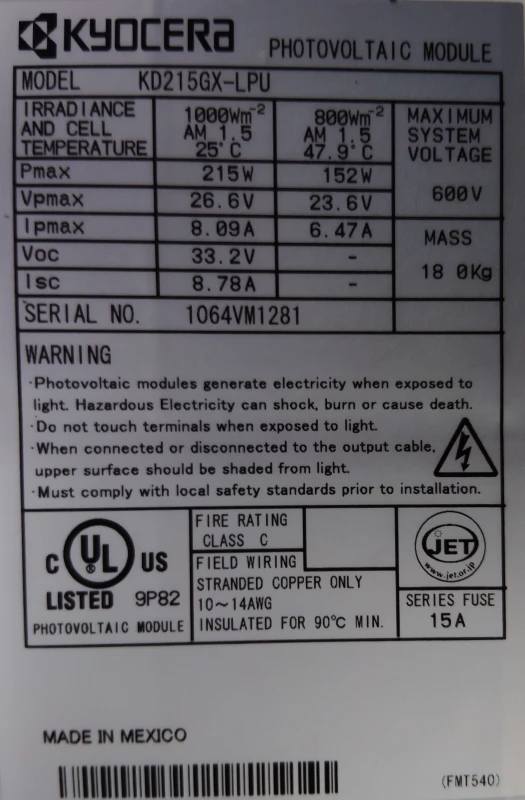 KYOCERA PHOTOVOLTAIC MODULE
MODEL KD215GX-LPU
IRRADIANCE AND CELL TEMPERATURE 1000Wm-2 AM 1.5 25°C 800Wm-2 AM 1.5 47.9°C MAXIMUM SYSTEM VOLTAGE
Pmax 215W 152W
Vpmax 26.6V 23.6V 600V
Ipmax 8.09A 6.47A MASS
Voc 33.2V -
Isc 8.78A - 18 0Kg
SERIAL NO. 1064VM1281
WARNING
·Photovoltaic modules generate electricity when exposed to
light. Hazardous Electricity can shock, burn or cause death.
·Do not touch terminals when exposed to light.
·When connected or disconnected to the output cable,
upper surface should be shaded from light.
·Must comply with local safety standards prior to installation.
C UL ® US
LISTED 9P82
PHOTOVOLTAIC MODULE
FIRE RATING
CLASS C
FIELD WIRING
STRANDED COPPER ONLY
10~14AWG
INSULATED FOR 90℃ MIN.
JET
www.jet.or.jp
SERIES FUSE
15A
MADE IN MEXICO
(FMT540)